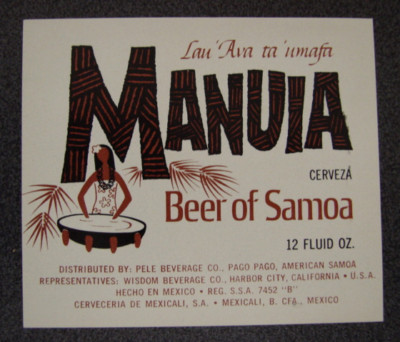 Lau 'Ava ta 'umafa
MANUIA
CERVEZÁ
Beer of Samoa
12 FLUID OZ.
DISTRIBUTED BY: PELE BEVERAGE CO., PAGO PAGO, AMERICAN SAMOA
REPRESENTATIVES: WISDOM BEVERAGE CO., HARBOR CITY, CALIFORNIA • U.S.A.
HECHO EN MEXICO • REG. S.S.A. 7452 "B"
CERVECERIA DE MEXICALI, S.A. • MEXICALI, B. CFA., MEXICO